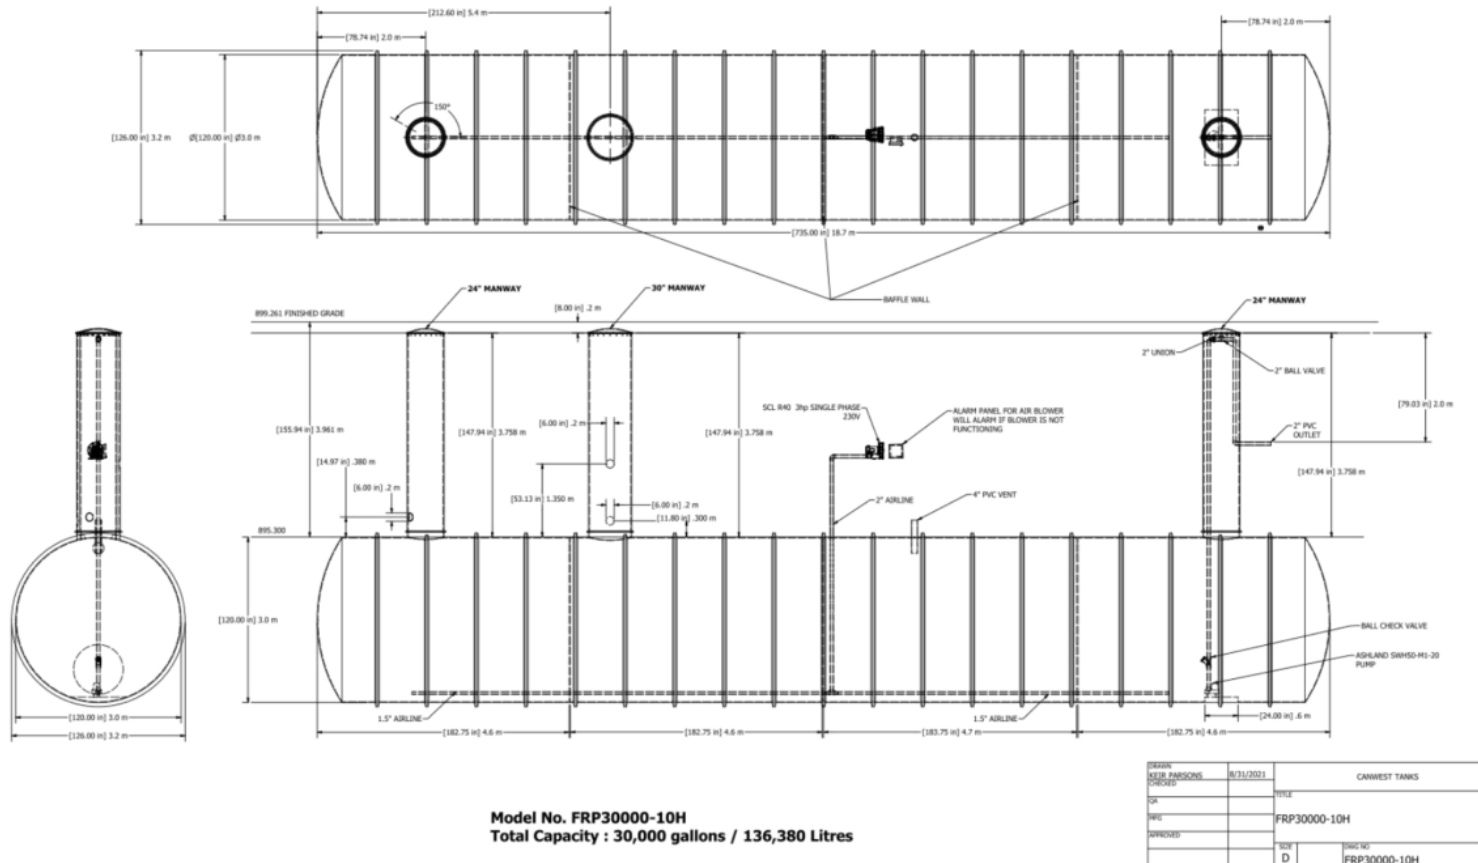 [212.60 in] 5.4 m
[78.74 in] 2.0 m
[78.74 in] 2.0 m
150°
[126.00 in] 3.2 m
Ø[120.00 in] Ø3.0 m
[735.00 in] 18.7 m
BAFFLE WALL
24" MANWAY
30" MANWAY
24" MANWAY
899.261 FINISHED GRADE
[8.00 in] .2 m
2" UNION
2" BALL VALVE
[79.03 in] 2.0 m
SCL R40 3hp SINGLE PHASE
230V
ALARM PANEL FOR AIR BLOWER
WILL ALARM IF BLOWER IS NOT
FUNCTIONING
[6.00 in] .2 m
2" PVC
OUTLET
[155.94 in] 3.961 m
[147.94 in] 3.758 m
[147.94 in] 3.758 m
[14.97 in] .380 m
[147.94 in] 3.758 m
[6.00 in] .2 m
[53.13 in] 1.350 m
[6.00 in] .2 m
2" AIRLINE
4" PVC VENT
[11.80 in] .300 m
895.300
[120.00 in] 3.0 m
BALL CHECK VALVE
ASHLAND SWH50-M1-20
PUMP
[120.00 in] 3.0 m
1.5" AIRLINE
1.5" AIRLINE
[24.00 in] .6 m
[126.00 in] 3.2 m
[182.75 in] 4.6 m
[182.75 in] 4.6 m
[183.75 in] 4.7 m
[182.75 in] 4.6 m
Model No. FRP30000-10H
Total Capacity : 30,000 gallons / 136,380 Litres
DRAWN
KEIR PARSONS
8/31/2021
CANWEST TANKS
CHECKED
TITLE
QA
MFG
FRP30000-10H
APPROVED
SIZE
D
DWG NO
FRP30000-10H